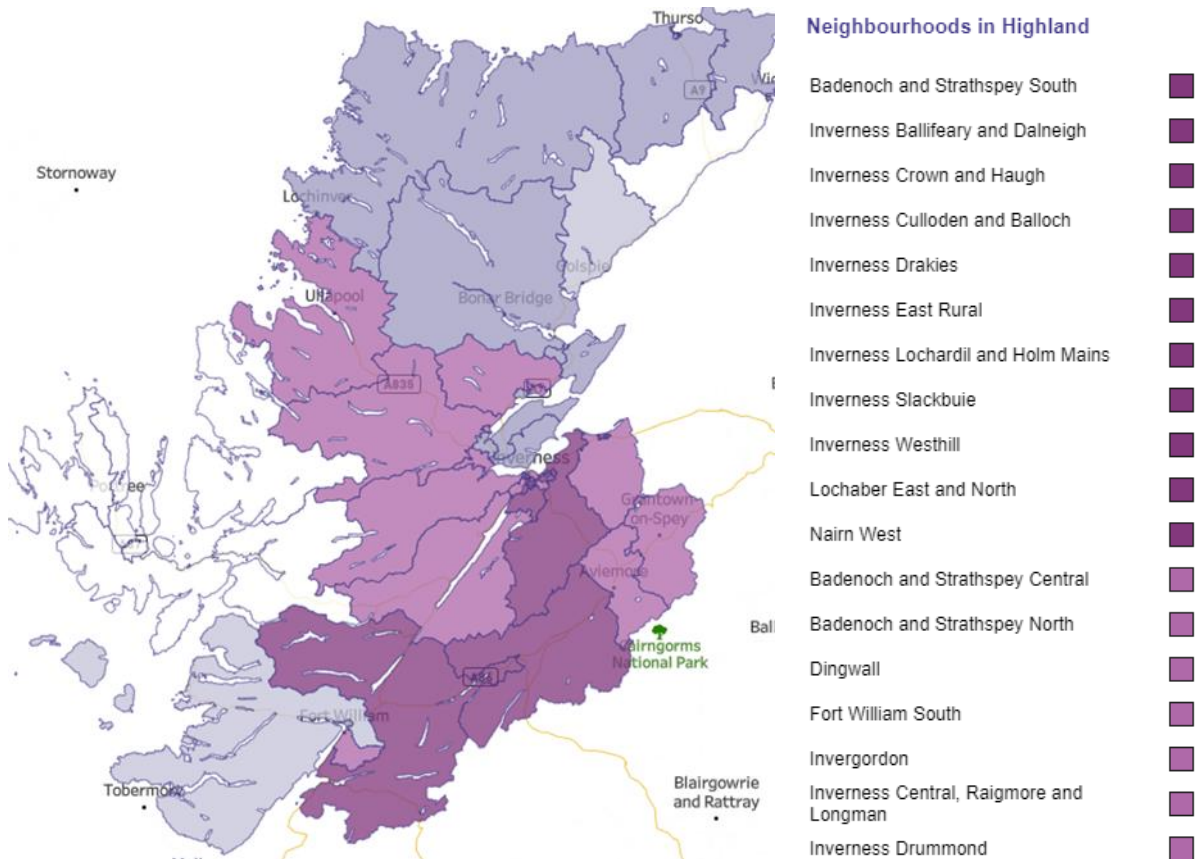 Thurso
A9
Stornoway
Lochinver
Golspie
Ullapool
Bonar Bridge
A835
Inverness
Grantown-
on-Spey
Aviemore
Cairngorms
National Park
A86
Fort William
Tobermory
Blairgowrie
and Rattray
Neighbourhoods in Highland
Badenoch and Strathspey South
Inverness Ballifeary and Dalneigh
Inverness Crown and Haugh
Inverness Culloden and Balloch
Inverness Drakies
Inverness East Rural
Inverness Lochardil and Holm Mains
Inverness Slackbuie
Inverness Westhill
Lochaber East and North
Nairn West
Badenoch and Strathspey Central
Badenoch and Strathspey North
Dingwall
Fort William South
Invergordon
Inverness Central, Raigmore and
Longman
Inverness Drummond